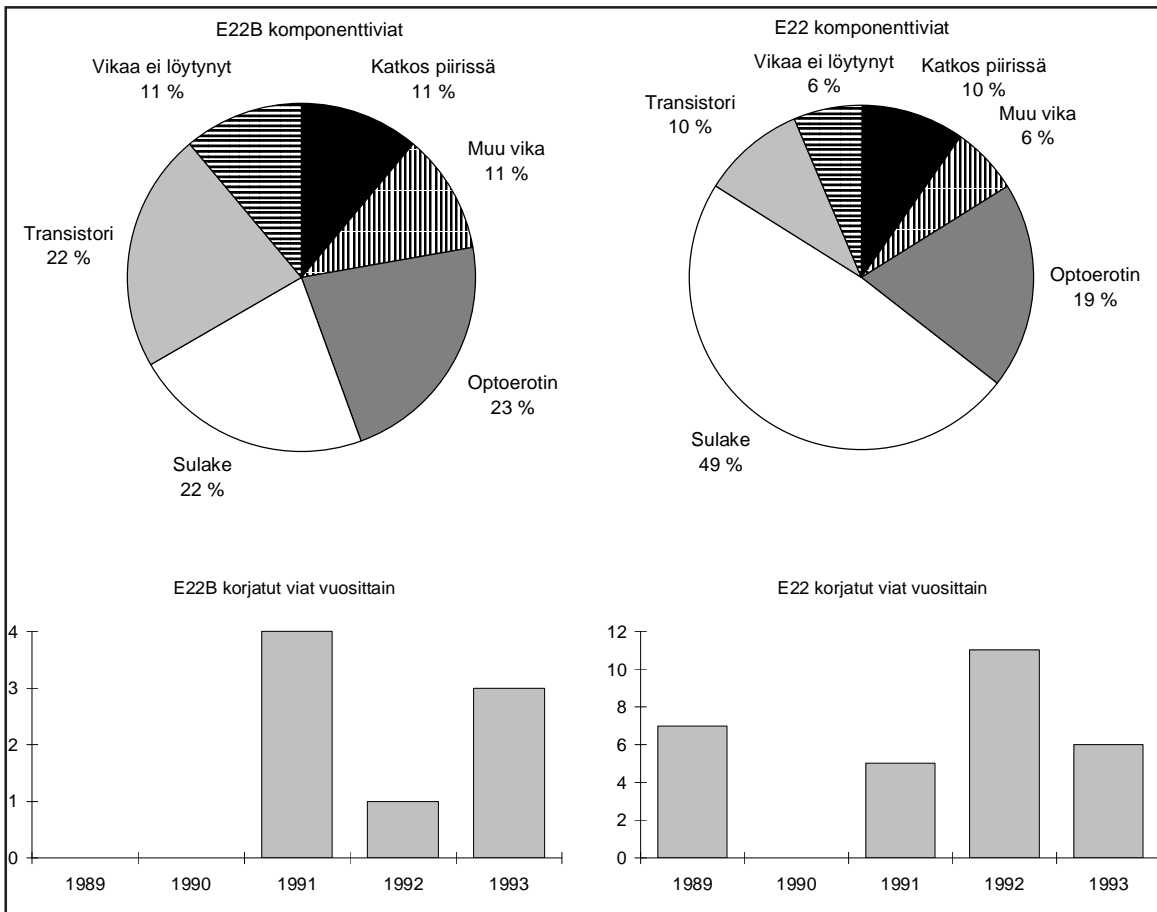 E22B komponenttiviat
Vikaa ei löytynyt
11 %
Katkos piirissä
11 %
Muu vika
11 %
Transistori
22 %
Optoerotin
23 %
Sulake
22 %
E22 komponenttiviat
Vikaa ei löytynyt
6 %
Katkos piirissä
10 %
Muu vika
6 %
Transistori
10 %
Optoerotin
19 %
Sulake
49 %
E22B korjatut viat vuosittain
4
3
2
1
0
1989 1990 1991 1992 1993
E22 korjatut viat vuosittain
12
10
8
6
4
2
0
1989 1990 1991 1992 1993